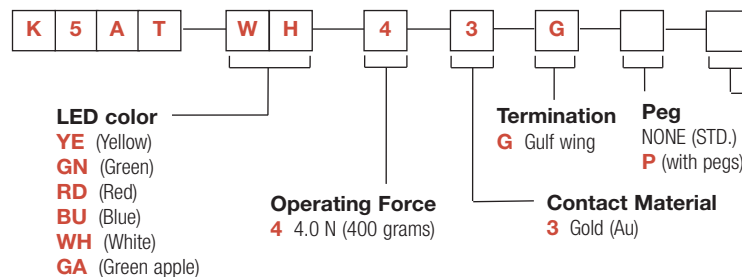 K 5 A T W H 4 3 G
LED color
YE (Yellow)
GN (Green)
RD (Red)
BU (Blue)
WH (White)
GA (Green apple)
Operating Force
4 4.0 N (400 grams)
Termination
G Gulf wing
Contact Material
3 Gold (Au)
Peg
NONE (STD.)
P (with pegs)